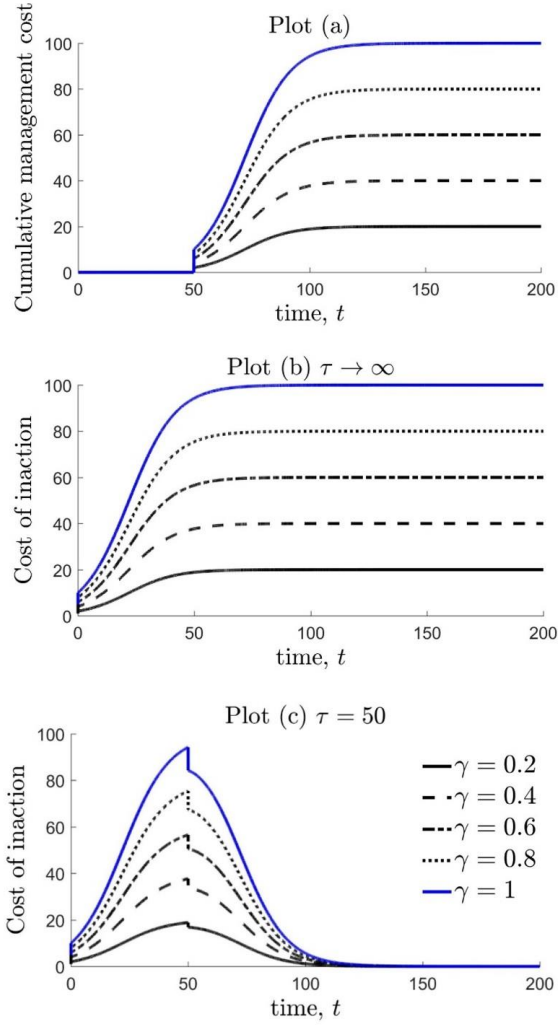 Plot (a)
Cumulative management cost
100
80
60
40
20
0
0 50 100 150 200
time, t
Plot (b) τ → ∞
Cost of inaction
100
80
60
40
20
0
0 50 100 150 200
time, t
Plot (c) τ = 50
Cost of inaction
100
80
60
40
20
0
γ = 0.2
γ = 0.4
γ = 0.6
γ = 0.8
γ = 1
0 50 100 150 200
time, t